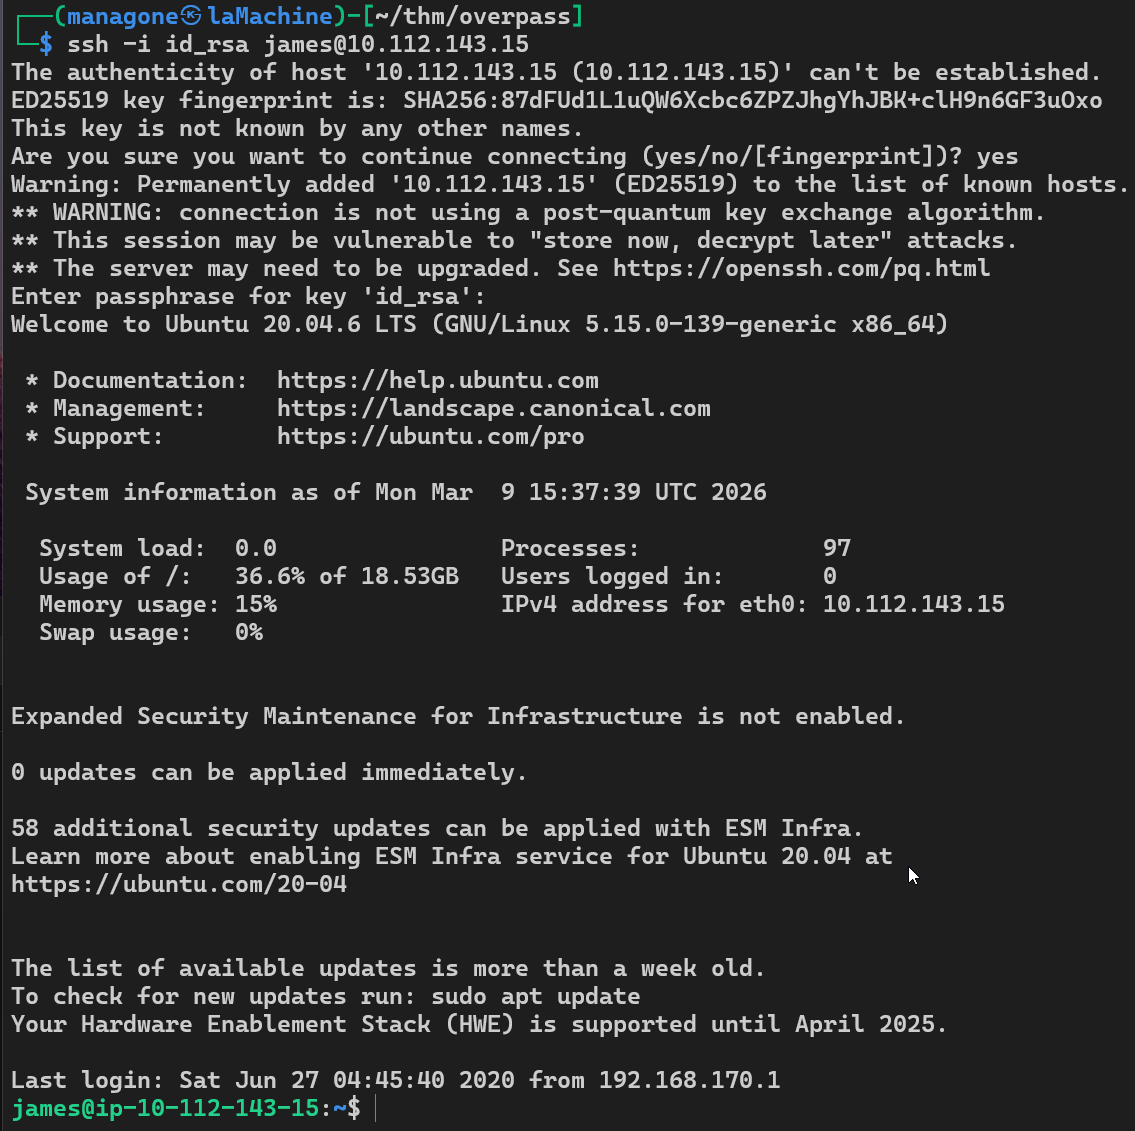 ┌──(managone㉿laMachine)-[~/thm/overpass]
└─$ ssh -i id_rsa james@10.112.143.15
The authenticity of host '10.112.143.15 (10.112.143.15)' can't be established.
ED25519 key fingerprint is: SHA256:87dFUd1L1uQW6Xcbc6ZPZJhgYhJBK+clH9n6GF3uOxo
This key is not known by any other names.
Are you sure you want to continue connecting (yes/no/[fingerprint])? yes
Warning: Permanently added '10.112.143.15' (ED25519) to the list of known hosts.
** WARNING: connection is not using a post-quantum key exchange algorithm.
** This session may be vulnerable to "store now, decrypt later" attacks.
** The server may need to be upgraded. See https://openssh.com/pq.html
Enter passphrase for key 'id_rsa':
Welcome to Ubuntu 20.04.6 LTS (GNU/Linux 5.15.0-139-generic x86_64)

 * Documentation:  https://help.ubuntu.com
 * Management:     https://landscape.canonical.com
 * Support:        https://ubuntu.com/pro

 System information as of Mon Mar  9 15:37:39 UTC 2026

  System load:  0.0                Processes:             97
  Usage of /:   36.6% of 18.53GB   Users logged in:       0
  Memory usage: 15%                IPv4 address for eth0: 10.112.143.15
  Swap usage:   0%

Expanded Security Maintenance for Infrastructure is not enabled.

0 updates can be applied immediately.

58 additional security updates can be applied with ESM Infra.
Learn more about enabling ESM Infra service for Ubuntu 20.04 at
https://ubuntu.com/20-04

The list of available updates is more than a week old.
To check for new updates run: sudo apt update
Your Hardware Enablement Stack (HWE) is supported until April 2025.

Last login: Sat Jun 27 04:45:40 2020 from 192.168.170.1
james@ip-10-112-143-15:~$